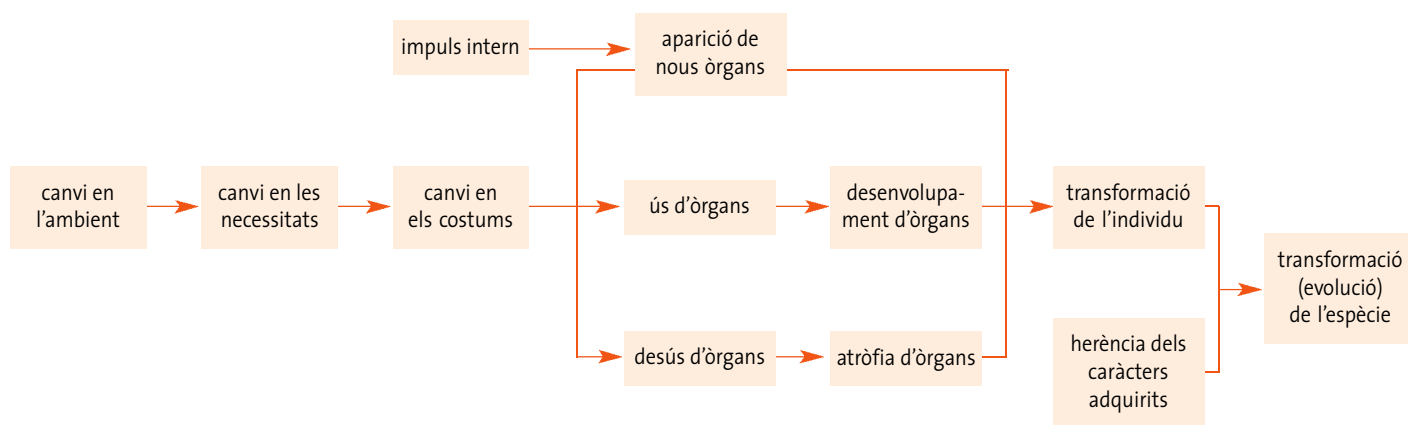 impuls intern
aparició de
nous òrgans
canvi en
l’ambient
canvi en les
necessitats
canvi en
els costums
ús d’òrgans
desenvolupa-
ment d’òrgans
transformació
de l’individu
desús d’òrgans
atròfia d’òrgans
herència dels
caràcters
adquirits
transformació
(evolució)
de l’espècie